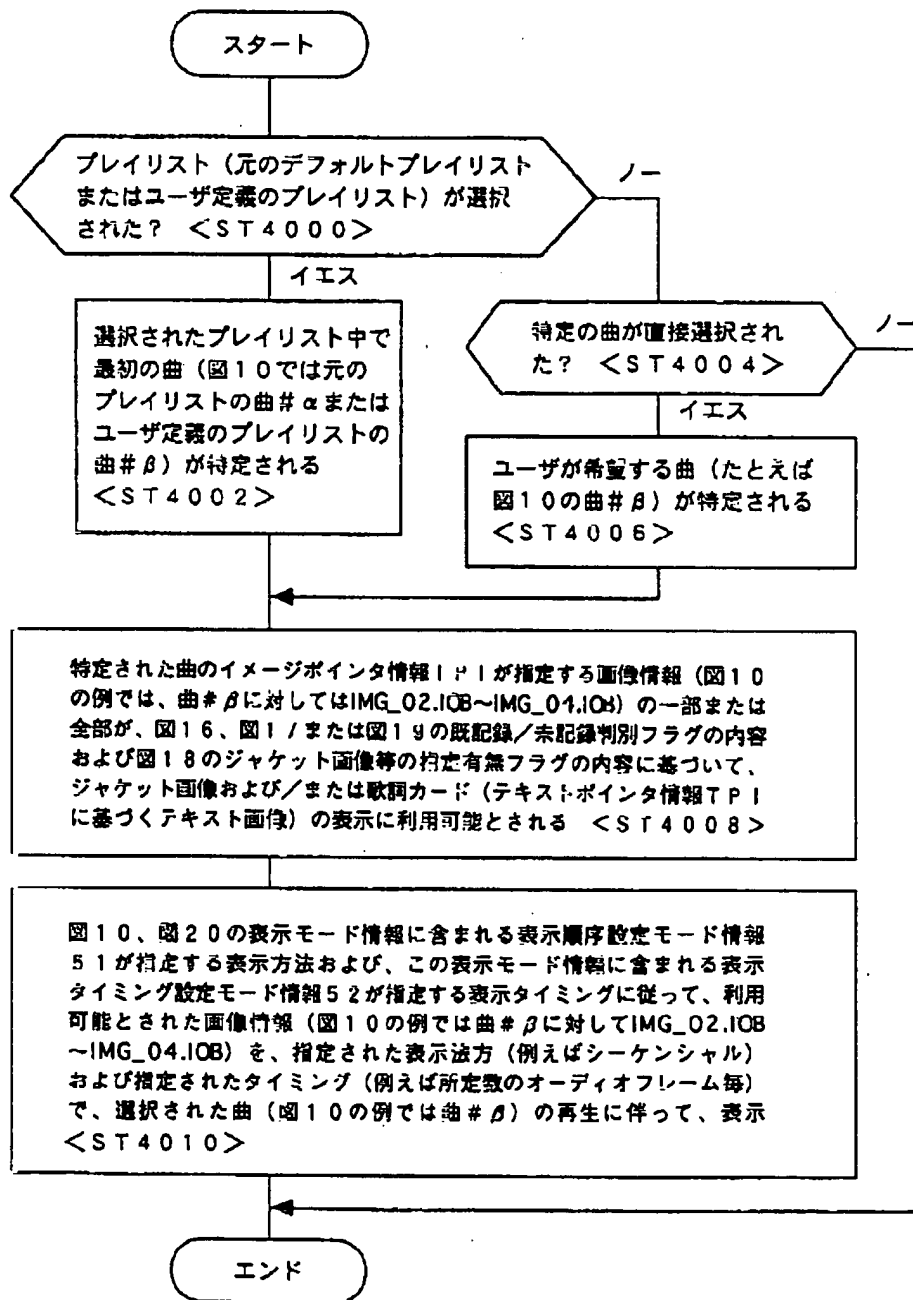 スタート
プレイリスト（元のデフォルトプレイリスト
またはユーザ定義のプレイリスト）が選択
された？ ＜ＳＴ４０００＞
ノー
イエス
選択されたプレイリスト中で
最初の曲（図１０では元の
プレイリストの曲＃αまたは
ユーザ定義のプレイリストの
曲＃β）が特定される
＜ＳＴ４００２＞
特定の曲が直接選択され
た？ ＜ＳＴ４００４＞
ノー
イエス
ユーザが希望する曲（たとえば
図１０の曲＃β）が特定される
＜ＳＴ４００６＞
特定された曲のイメージポインタ情報ＩＰＩが指定する画像情報（図１０
の例では、曲＃βに対してはIMG_02.IOB～IMG_04.IOB）の一部または
全部が、図１６、図１７または図１９の既記録／未記録判別フラグの内容
および図１８のジャケット画像等の指定有無フラグの内容に基づいて、
ジャケット画像および／または歌詞カード（テキストポインタ情報ＴＰＩ
に基づくテキスト画像）の表示に利用可能とされる ＜ＳＴ４００８＞
図１０、図２０の表示モード情報に含まれる表示順序設定モード情報
５１が指定する表示方法および、この表示モード情報に含まれる表示
タイミング設定モード情報５２が指定する表示タイミングに従って、利用
可能とされた画像情報（図１０の例では曲＃βに対してIMG_02.IOB
～IMG_04.IOB）を、指定された表示法方（例えばシーケンシャル）
および指定されたタイミング（例えば所定数のオーディオフレーム毎）
で、選択された曲（図１０の例では曲＃β）の再生に伴って、表示
＜ＳＴ４０１０＞
エンド